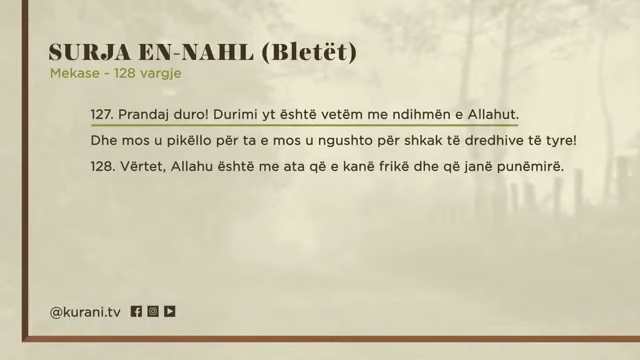 SURJA EN-NAHL (Bletët)
Mekase - 128 vargje
127. Prandaj duro! Durimi yt është vetëm me ndihmën e Allahut.
Dhe mos u pikëllo për ta e mos u ngushto për shkak të dredhive të tyre!
128. Vërtet, Allahu është me ata që e kanë frikë dhe që janë punëmirë.
@kurani.tv